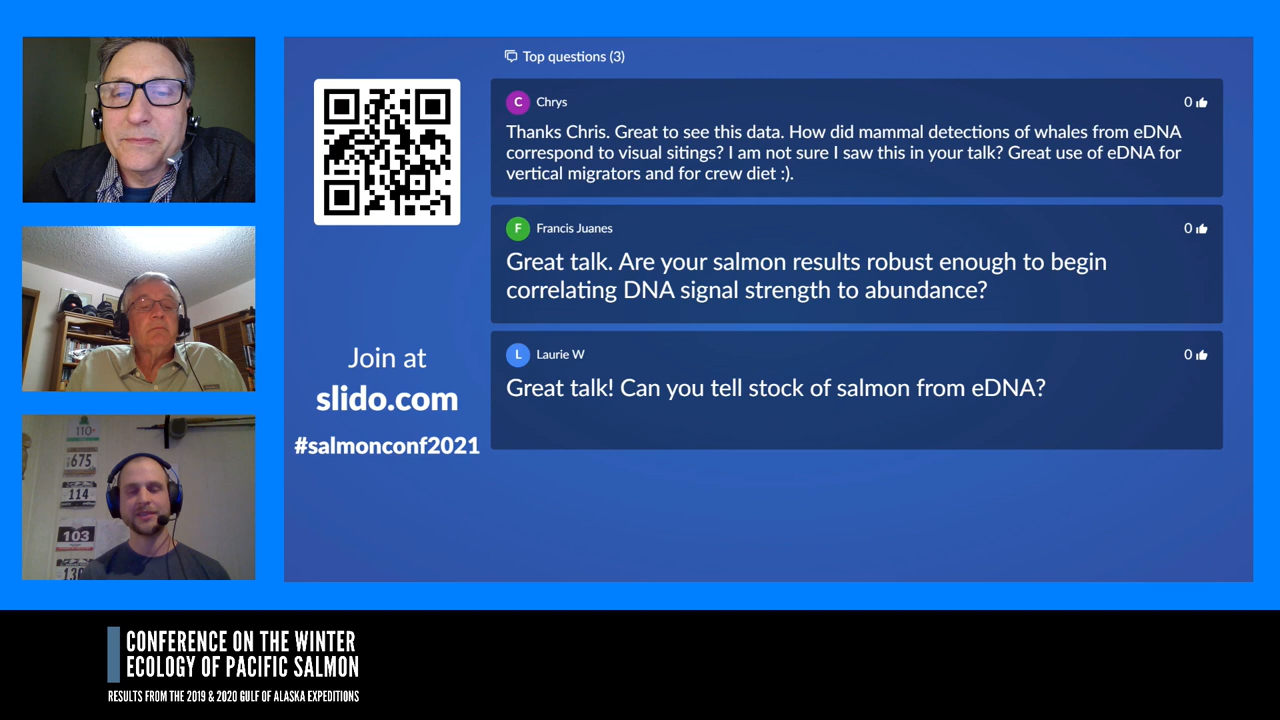 Top questions (3)
C Chrys 0
Thanks Chris. Great to see this data. How did mammal detections of whales from eDNA
correspond to visual sitings? I am not sure I saw this in your talk? Great use of eDNA for
vertical migrators and for crew diet :).
F Francis Juanes 0
Great talk. Are your salmon results robust enough to begin
correlating DNA signal strength to abundance?
L Laurie W 0
Great talk! Can you tell stock of salmon from eDNA?
Join at
slido.com
#salmonconf2021
110
675
114
103
CONFERENCE ON THE WINTER
ECOLOGY OF PACIFIC SALMON
RESULTS FROM THE 2019 & 2020 GULF OF ALASKA EXPEDITIONS